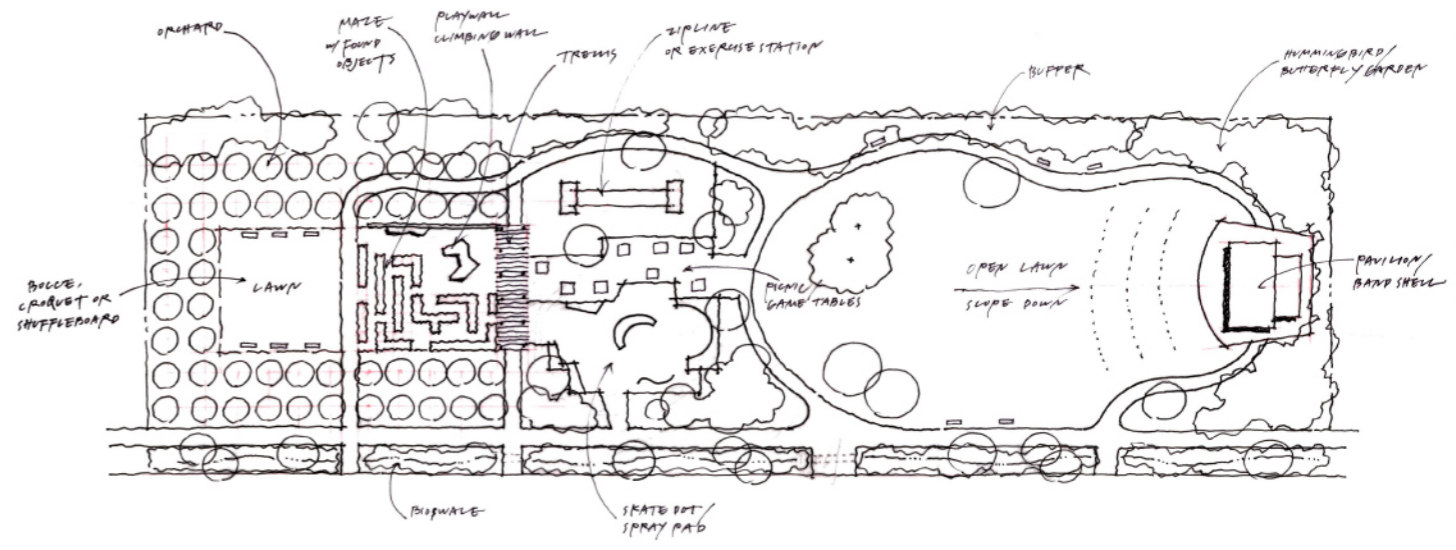 ORCHARD
MAZE
W/ FOUND
OBJECTS
PLAYWALL
CLIMBING WALL
TRELLIS
ZIPLINE
OR EXERCISE STATION
BUFFER
HUMMINGBIRD/
BUTTERFLY GARDEN
BOCCE,
CROQUET OR
SHUFFLEBOARD
LAWN
PICNIC/
GAME TABLES
OPEN LAWN
SLOPE DOWN
PAVILION/
BAND SHELL
BIOSWALE
SKATE DOT/
SPRAY PAD